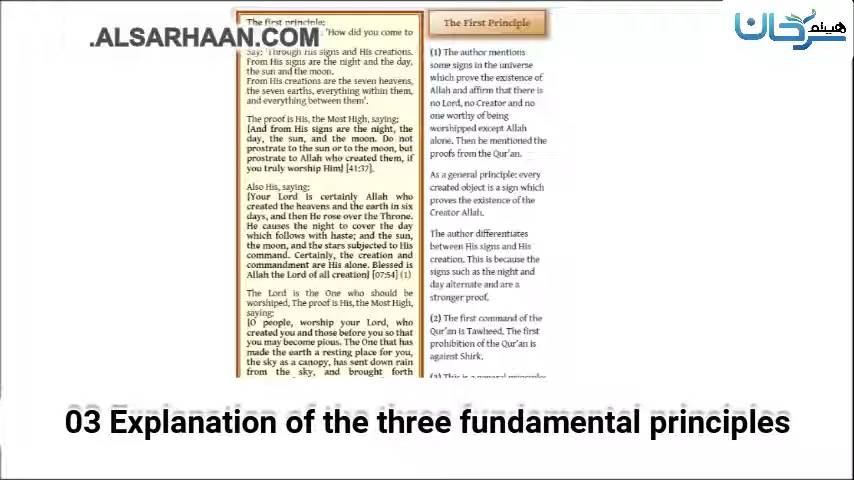 The first principle:
.ALSARHAAN.COM
'How did you come to
Say: 'Through His signs and His creations.
From His signs are the night and the day,
the sun and the moon.
From His creations are the seven heavens,
the seven earths, everything within them,
and everything between them'.
The proof is His, the Most High, saying;
{And from His signs are the night, the
day, the sun, and the moon. Do not
prostrate to the sun or to the moon, but
prostrate to Allah who created them, if
you truly worship Him} [41:37].
Also His, saying;
{Your Lord is certainly Allah who
created the heavens and the earth in six
days, and then He rose over the Throne.
He causes the night to cover the day
which follows with haste; and the sun,
the moon, and the stars subjected to His
command. Certainly, the creation and
commandment are His alone. Blessed is
Allah the Lord of all creation} [07:54] (1)
The Lord is the One who should be
worshiped, The proof is His, the Most High,
saying;
{O people, worship your Lord, who
created you and those before you so that
you may become pious. The One that has
made the earth a resting place for you,
the sky as a canopy, has sent down rain
from the sky, and brought forth
The First Principle
(1) The author mentions
some signs in the universe
which prove the existence of
Allah and affirm that there is
no Lord, no Creator and no
one worthy of being
worshipped except Allah
alone. Then he mentioned the
proofs from the Qur'an.
As a general principle: every
created object is a sign which
proves the existence of the
Creator Allah.
The author differentiates
between His signs and His
creation. This is because the
signs such as the night and
day alternate and are a
stronger proof.
(2) The first command of the
Qur'an is Tawheed. The first
prohibition of the Qur'an is
against Shirk.
هيثم
سرحان
03 Explanation of the three fundamental principles